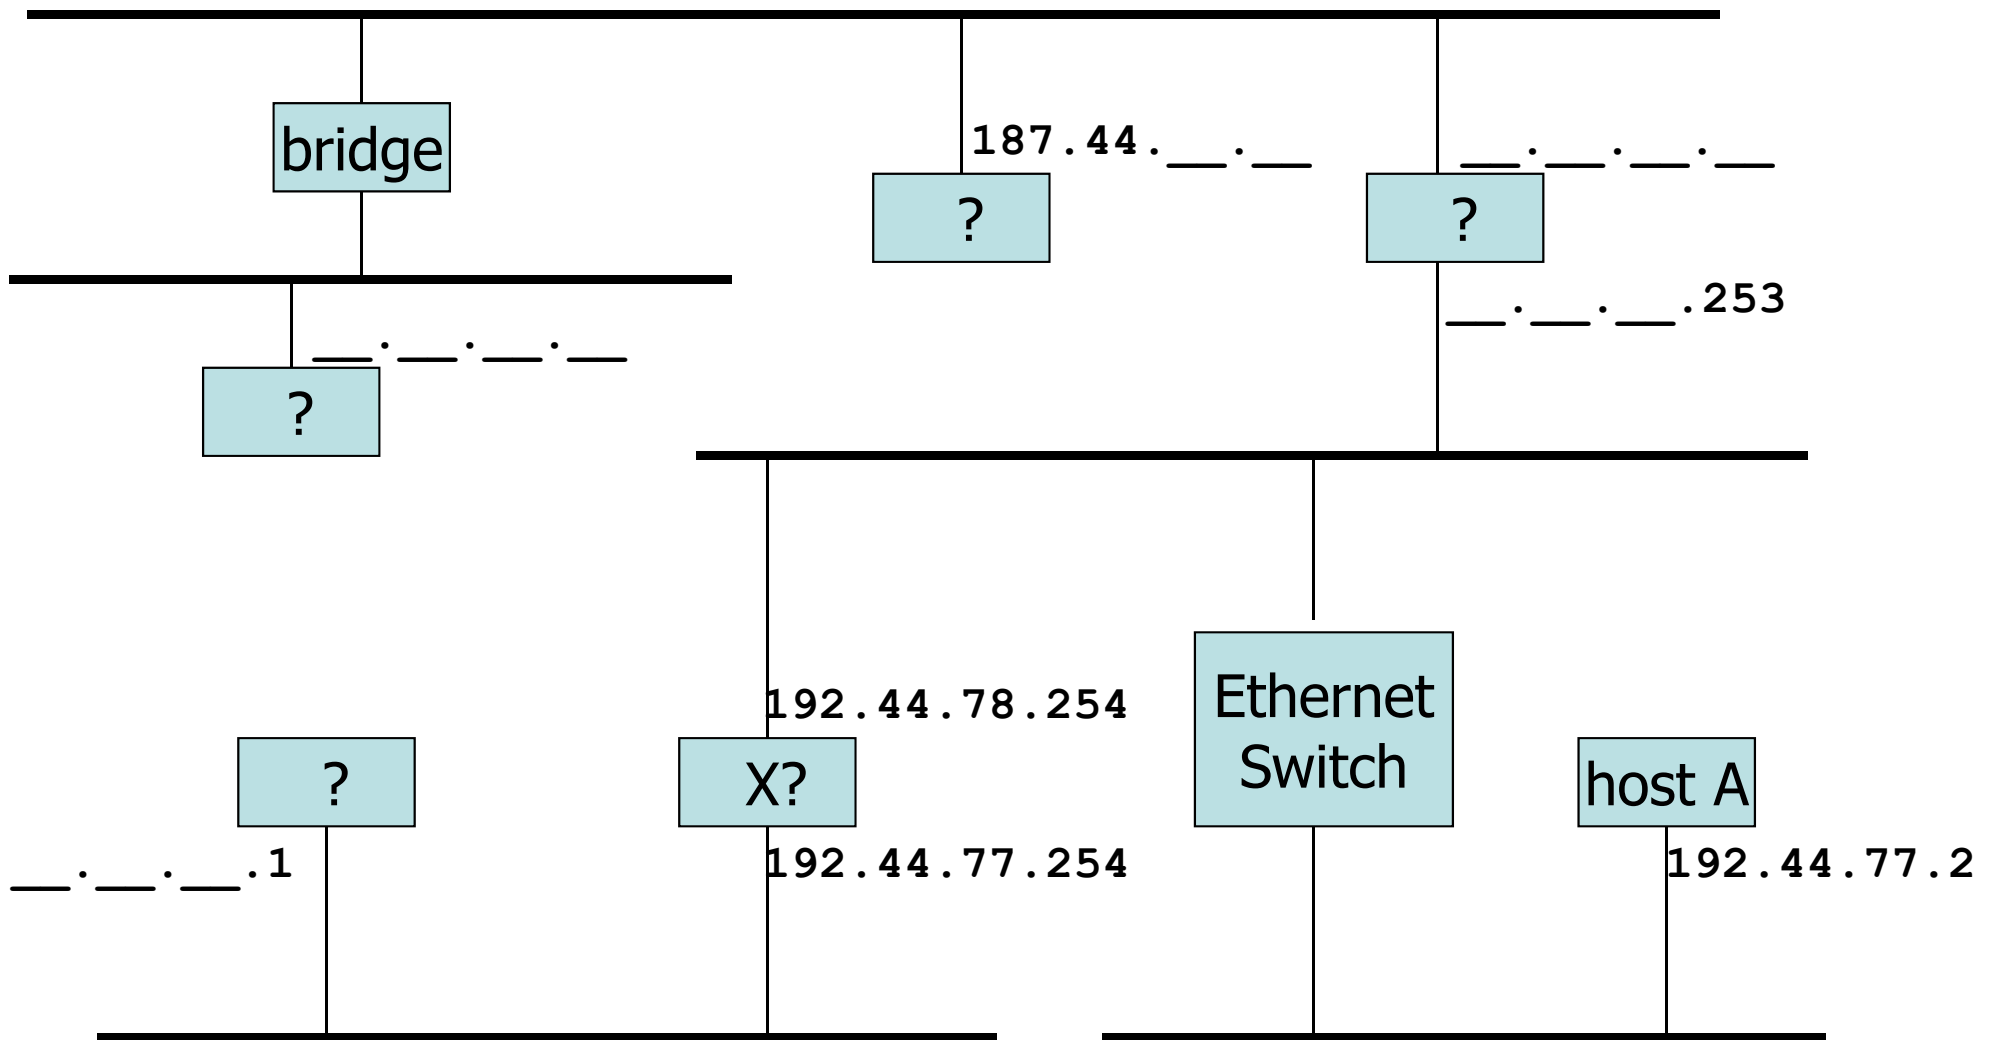 bridge
187.44.__.__
__.__.__.__
?
?
__.__.__.253
__.__.__.__
?
192.44.78.254
Ethernet
Switch
?
X?
host A
__.__.__.1
192.44.77.254
192.44.77.2